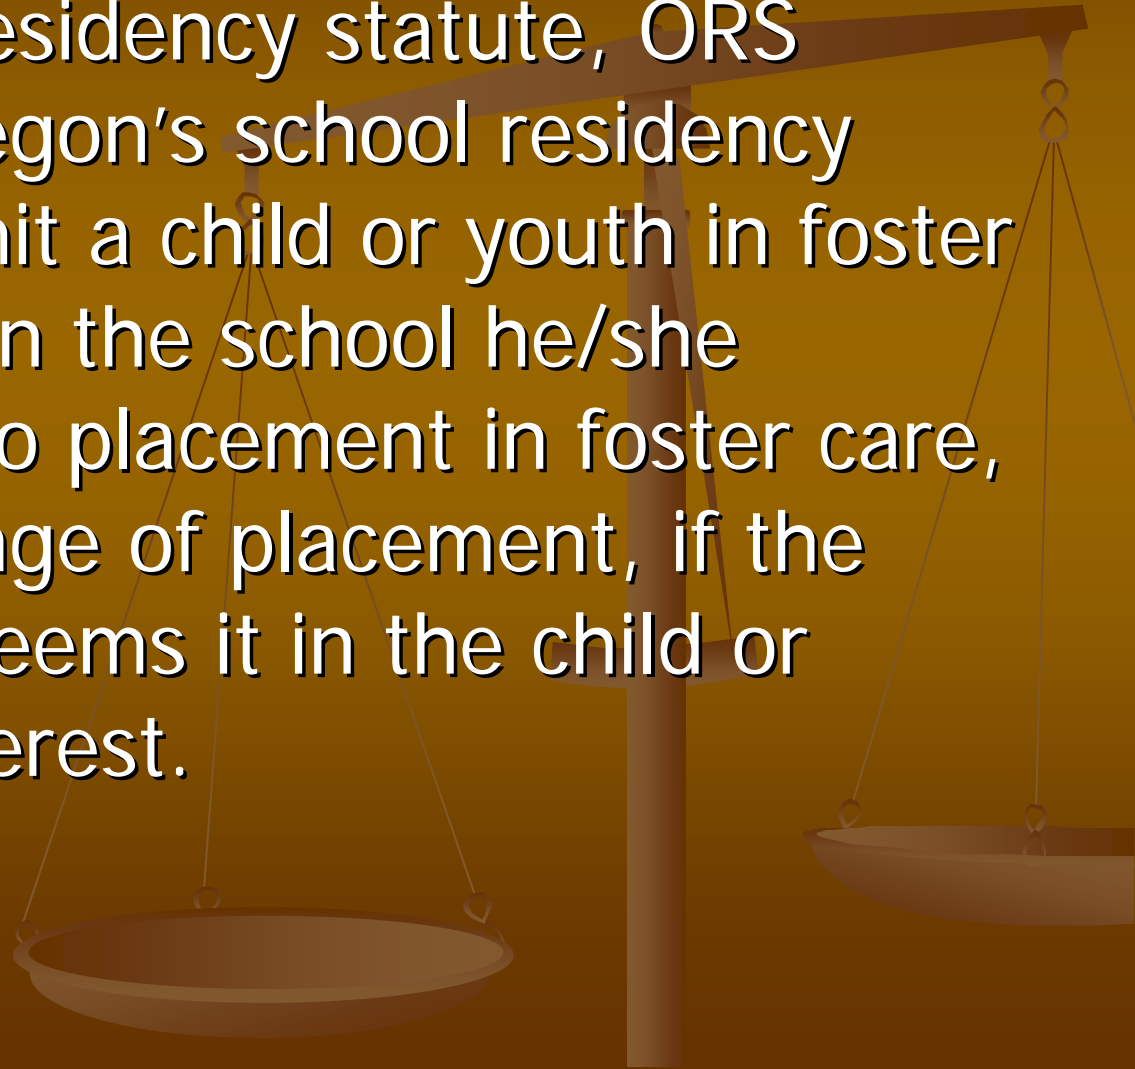 esidency statute, ORS
egon's school residency
nit a child or youth in foster
n the school he/she
o placement in foster care,
nge of placement, if the
eems it in the child or
erest.